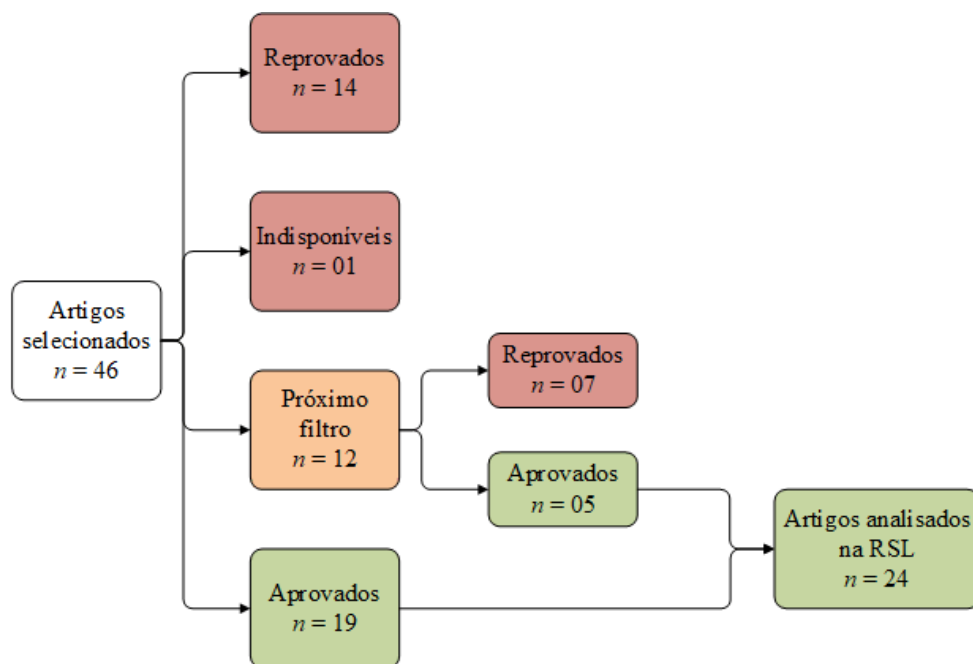 Reprovados
n = 14
Indisponíveis
n = 01
Artigos
selecionados
n = 46
Próximo
filtro
n = 12
Reprovados
n = 07
Aprovados
n = 05
Aprovados
n = 19
Artigos analisados
na RSL
n = 24